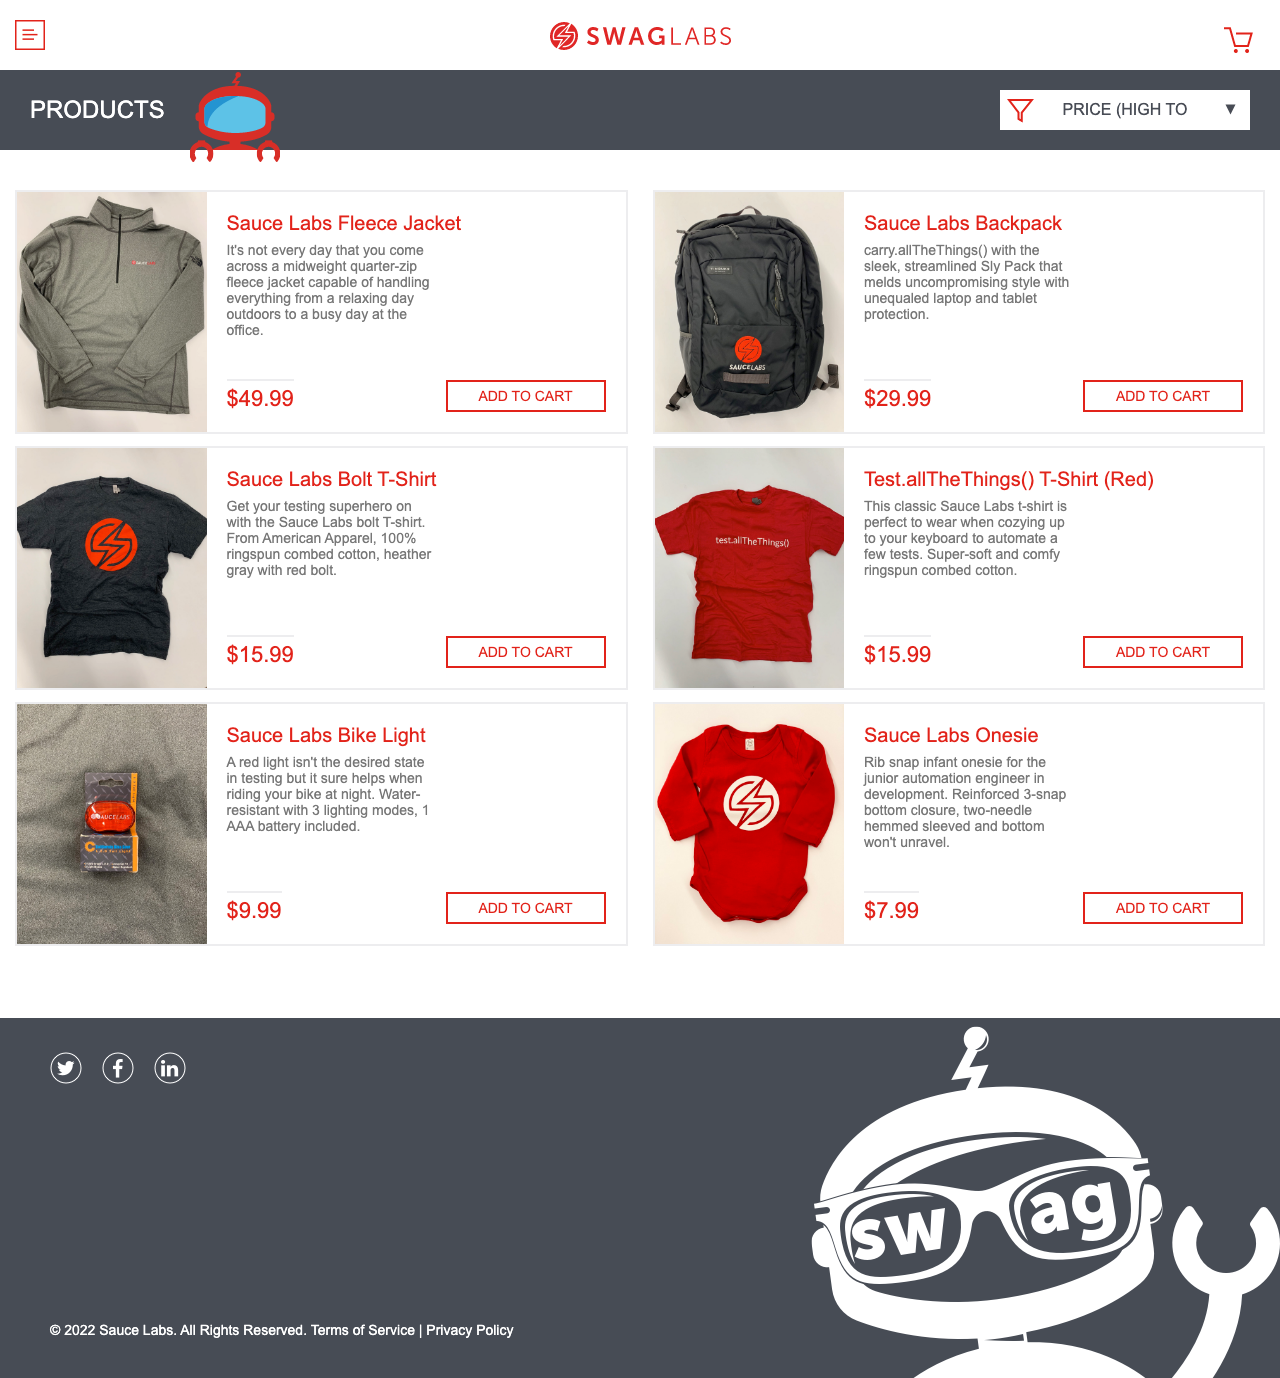 SWAGLABS
PRODUCTS
PRICE (HIGH TO
Sauce Labs Fleece Jacket
It's not every day that you come
across a midweight quarter-zip
fleece jacket capable of handling
everything from a relaxing day
outdoors to a busy day at the
office.
$49.99
ADD TO CART
SAUCELABS
Sauce Labs Backpack
carry.allTheThings() with the
sleek, streamlined Sly Pack that
melds uncompromising style with
unequaled laptop and tablet
protection.
$29.99
ADD TO CART
Sauce Labs Bolt T-Shirt
Get your testing superhero on
with the Sauce Labs bolt T-shirt.
From American Apparel, 100%
ringspun combed cotton, heather
gray with red bolt.
$15.99
ADD TO CART
test.allTheThings()
Test.allTheThings() T-Shirt (Red)
This classic Sauce Labs t-shirt is
perfect to wear when cozying up
to your keyboard to automate a
few tests. Super-soft and comfy
ringspun combed cotton.
$15.99
ADD TO CART
SAUCELABS
Sauce Labs Bike Light
A red light isn't the desired state
in testing but it sure helps when
riding your bike at night. Water-
resistant with 3 lighting modes, 1
AAA battery included.
$9.99
ADD TO CART
Sauce Labs Onesie
Rib snap infant onesie for the
junior automation engineer in
development. Reinforced 3-snap
bottom closure, two-needle
hemmed sleeved and bottom
won't unravel.
$7.99
ADD TO CART
swag
© 2022 Sauce Labs. All Rights Reserved. Terms of Service | Privacy Policy